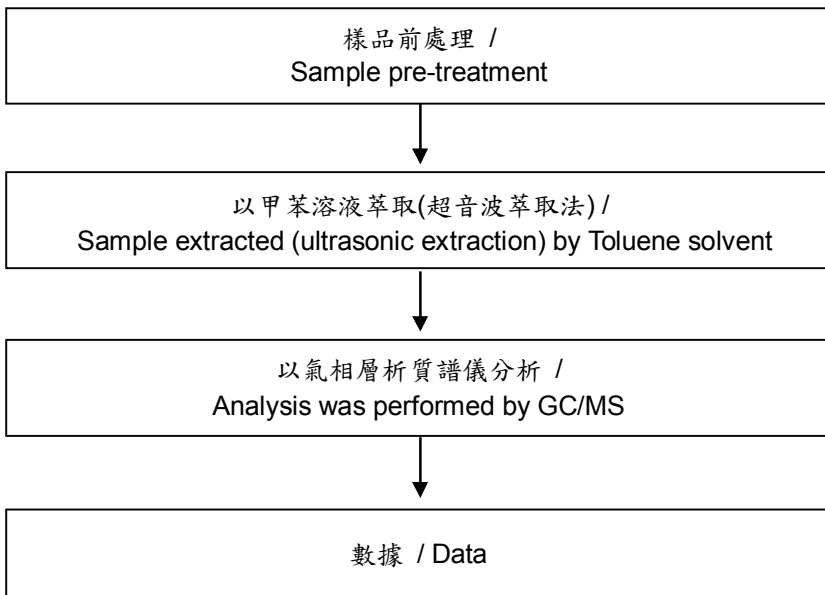 樣品前處理 /
Sample pre-treatment
以甲苯溶液萃取(超音波萃取法) /
Sample extracted (ultrasonic extraction) by Toluene solvent
以氣相層析質譜儀分析 /
Analysis was performed by GC/MS
數據 / Data